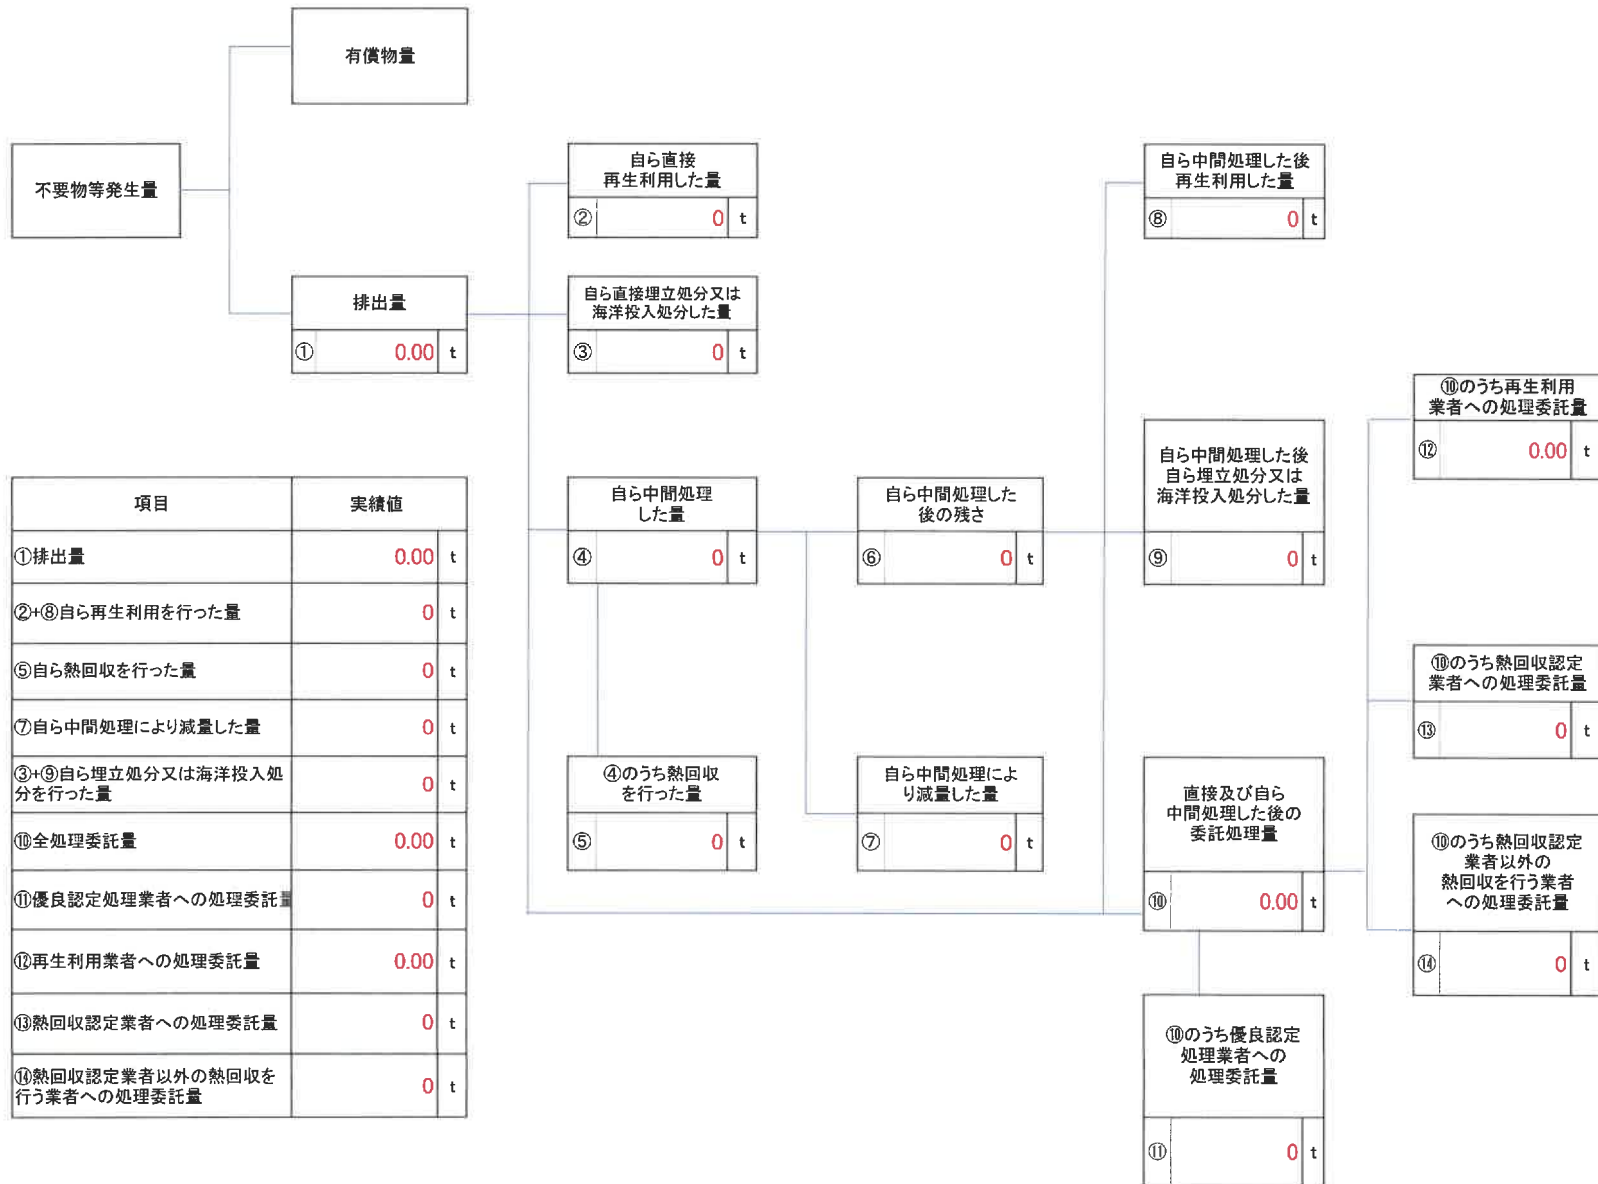 有償物量
不要物等発生量
排出量
① 0.00 t
自ら直接
再生利用した量
② 0 t
自ら直接埋立処分又は
海洋投入処分した量
③ 0 t
自ら中間処理
した量
④ 0 t
④のうち熱回収
を行った量
⑤ 0 t
自ら中間処理した
後の残さ
⑥ 0 t
自ら中間処理によ
り減量した量
⑦ 0 t
自ら中間処理した後
再生利用した量
⑧ 0 t
自ら中間処理した後
自ら埋立処分又は
海洋投入処分した量
⑨ 0 t
直接及び自ら
中間処理した後の
委託処理量
⑩ 0.00 t
⑩のうち優良認定
処理業者への
処理委託量
⑪ 0 t
⑩のうち再生利用
業者への処理委託量
⑫ 0.00 t
⑩のうち熱回収認定
業者への処理委託量
⑬ 0 t
⑩のうち熱回収認定
業者以外の
熱回収を行う業者
への処理委託量
⑭ 0 t
項目 実績値
①排出量 0.00 t
②+⑧自ら再生利用を行った量 0 t
⑤自ら熱回収を行った量 0 t
⑦自ら中間処理により減量した量 0 t
③+⑨自ら埋立処分又は海洋投入処
分を行った量 0 t
⑩全処理委託量 0.00 t
⑪優良認定処理業者への処理委託量 0 t
⑫再生利用業者への処理委託量 0.00 t
⑬熱回収認定業者への処理委託量 0 t
⑭熱回収認定業者以外の熱回収を
行う業者への処理委託量 0 t